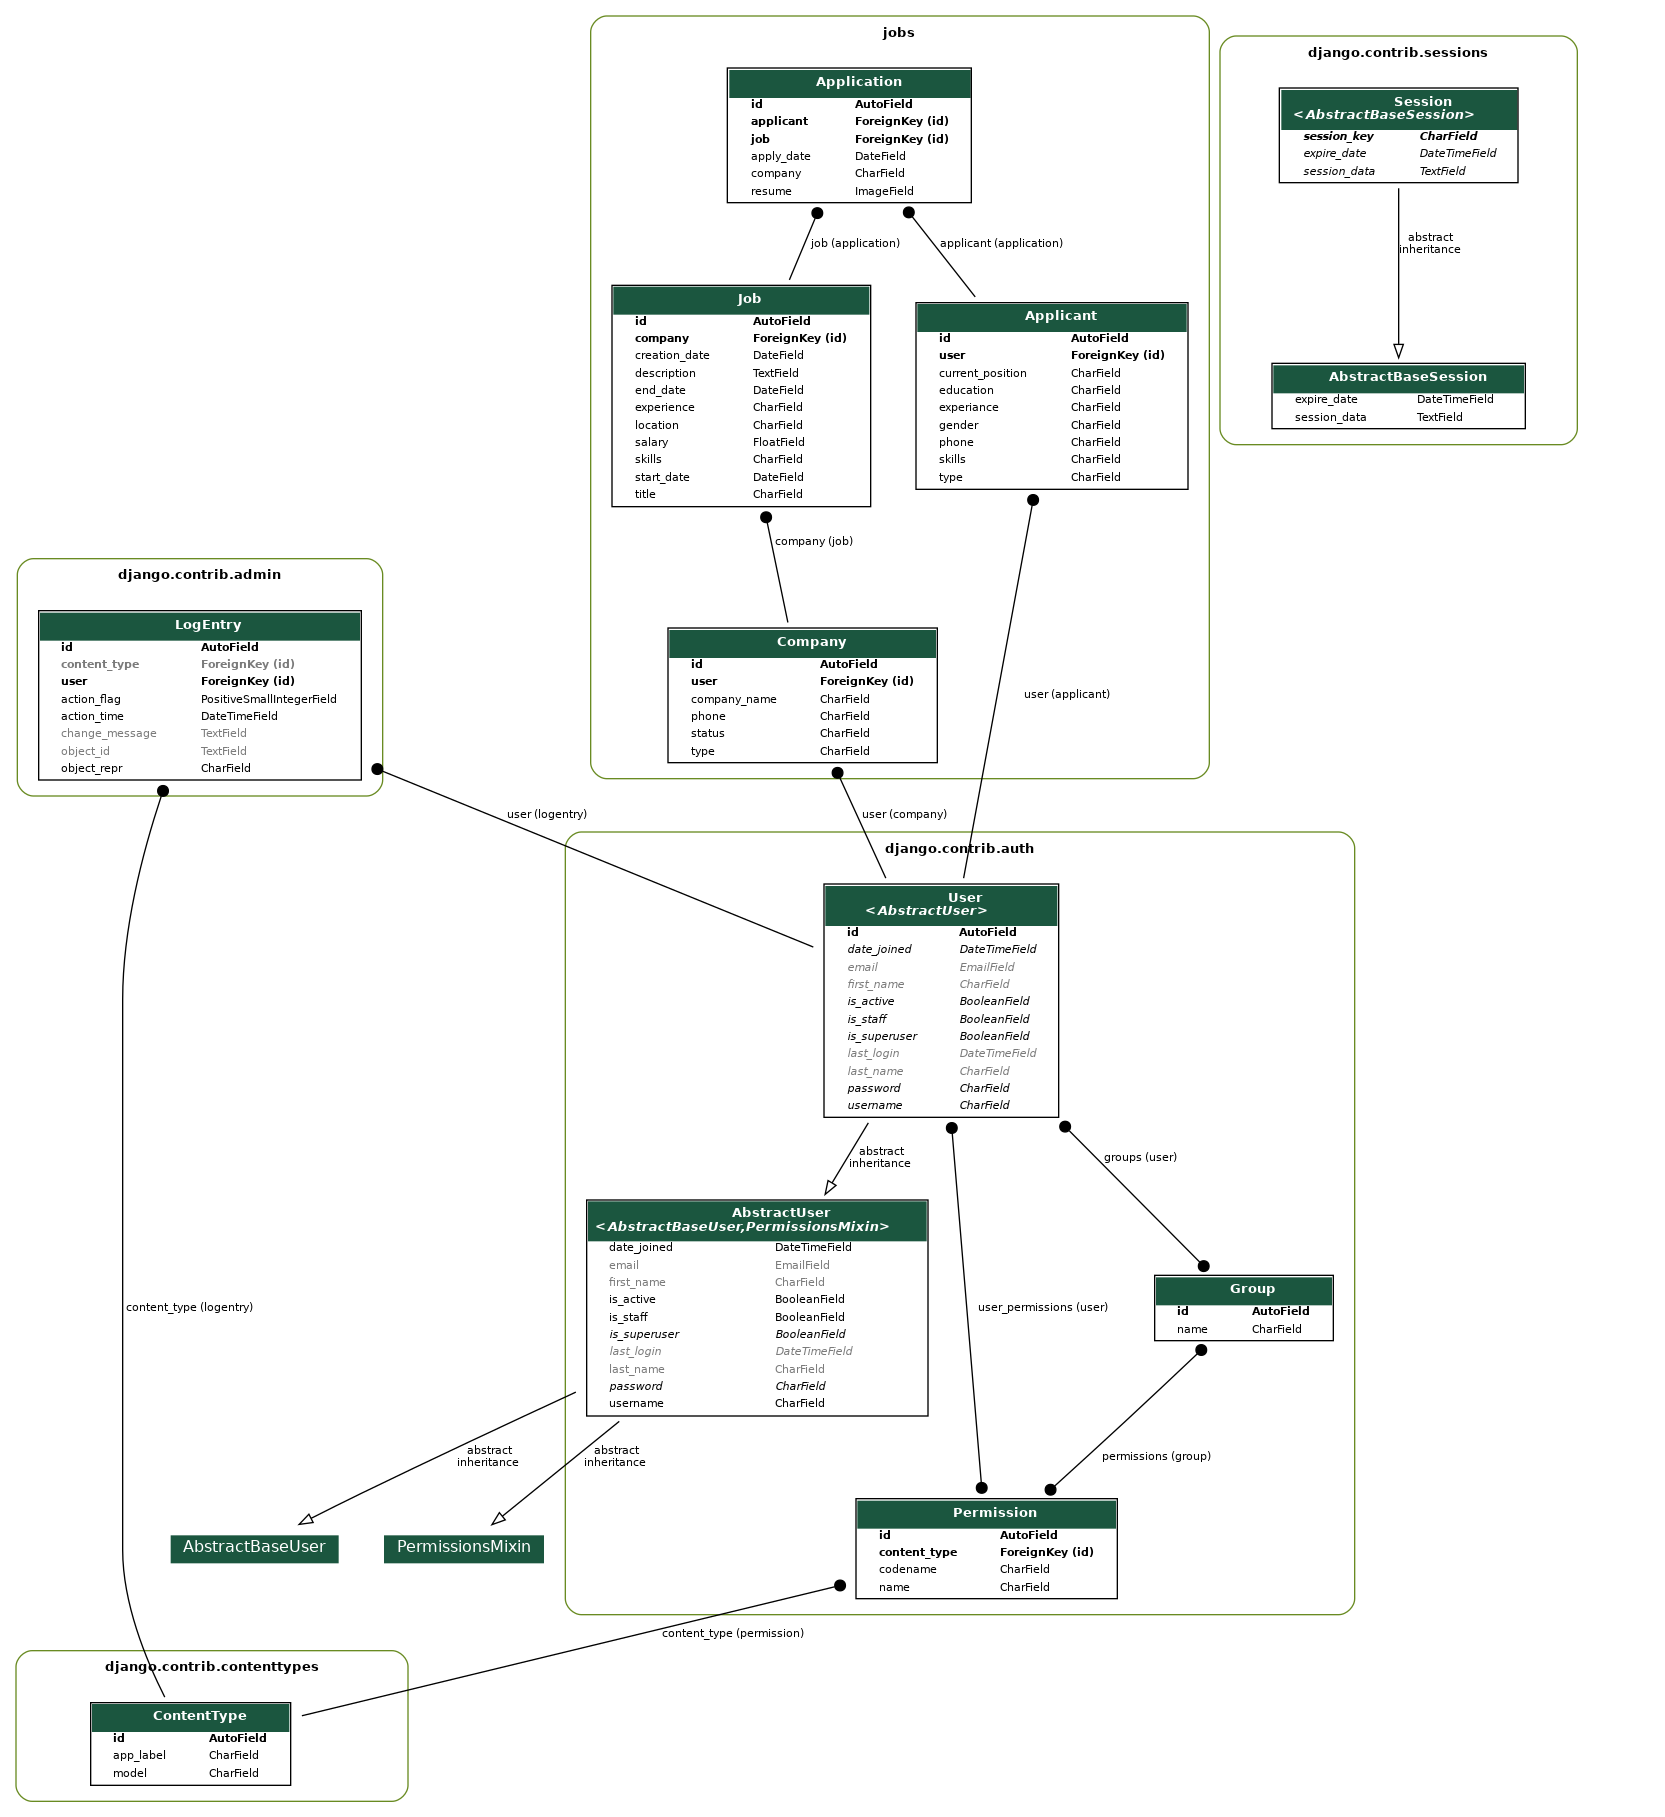 jobs
Application
id AutoField
applicant ForeignKey (id)
job ForeignKey (id)
apply_date DateField
company CharField
resume ImageField
job (application)
applicant (application)
Job
id AutoField
company ForeignKey (id)
creation_date DateField
description TextField
end_date DateField
experience CharField
location CharField
salary FloatField
skills CharField
start_date DateField
title CharField
Applicant
id AutoField
user ForeignKey (id)
current_position CharField
education CharField
experiance CharField
gender CharField
phone CharField
skills CharField
type CharField
company (job)
Company
id AutoField
user ForeignKey (id)
company_name CharField
phone CharField
status CharField
type CharField
user (applicant)
user (company)
django.contrib.sessions
Session
<AbstractBaseSession>
session_key CharField
expire_date DateTimeField
session_data TextField
abstract
inheritance
AbstractBaseSession
expire_date DateTimeField
session_data TextField
django.contrib.admin
LogEntry
id AutoField
content_type ForeignKey (id)
user ForeignKey (id)
action_flag PositiveSmallIntegerField
action_time DateTimeField
change_message TextField
object_id TextField
object_repr CharField
user (logentry)
content_type (logentry)
django.contrib.auth
User
<AbstractUser>
id AutoField
date_joined DateTimeField
email EmailField
first_name CharField
is_active BooleanField
is_staff BooleanField
is_superuser BooleanField
last_login DateTimeField
last_name CharField
password CharField
username CharField
abstract
inheritance
groups (user)
user_permissions (user)
AbstractUser
<AbstractBaseUser,PermissionsMixin>
date_joined DateTimeField
email EmailField
first_name CharField
is_active BooleanField
is_staff BooleanField
is_superuser BooleanField
last_login DateTimeField
last_name CharField
password CharField
username CharField
Group
id AutoField
name CharField
permissions (group)
abstract
inheritance
abstract
inheritance
AbstractBaseUser
PermissionsMixin
Permission
id AutoField
content_type ForeignKey (id)
codename CharField
name CharField
content_type (permission)
django.contrib.contenttypes
ContentType
id AutoField
app_label CharField
model CharField